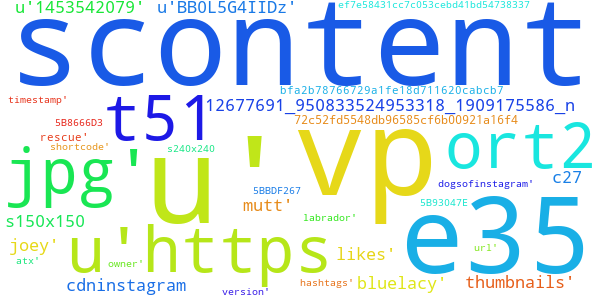 u'1453542079' u'BB0L5G4IIDz' ef7e58431cc7c053cebd41bd54738337
scontent
bfa2b78766729a1fe18d711620cabcb7
timestamp' t51 12677691_950833524953318_1909175586_n
5B8666D3 72c52fd5548db96585cf6b00921a16f4
rescue'
shortcode' s240x240
jpg' u' vp ort2
5BBDF267 dogsofinstagram' c27
mutt' 5B93047E
s150x150 labrador' e35
joey' u'https likes' url'
atx' owner'
cdninstagram hashtags' bluelacy' thumbnails'
version'